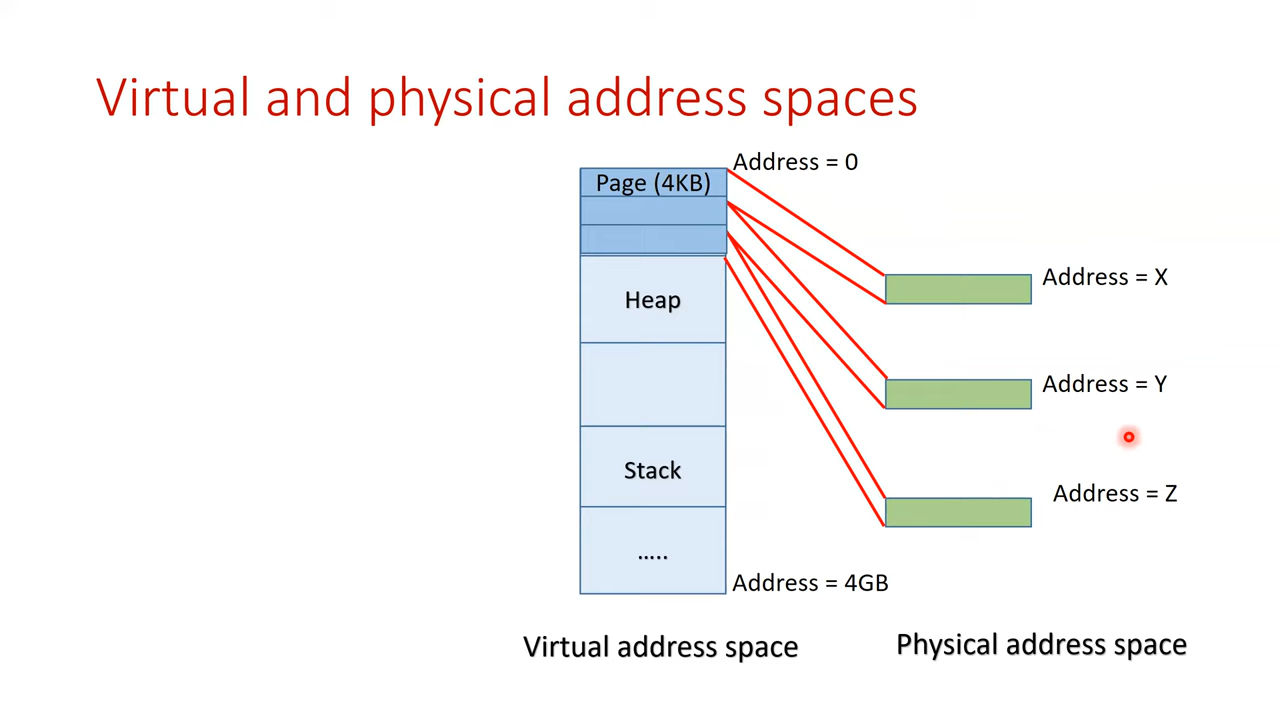 Virtual and physical address spaces
Address = 0
Page (4KB)
Heap
Address = X
Address = Y
Stack
Address = Z
.....
Address = 4GB
Virtual address space
Physical address space